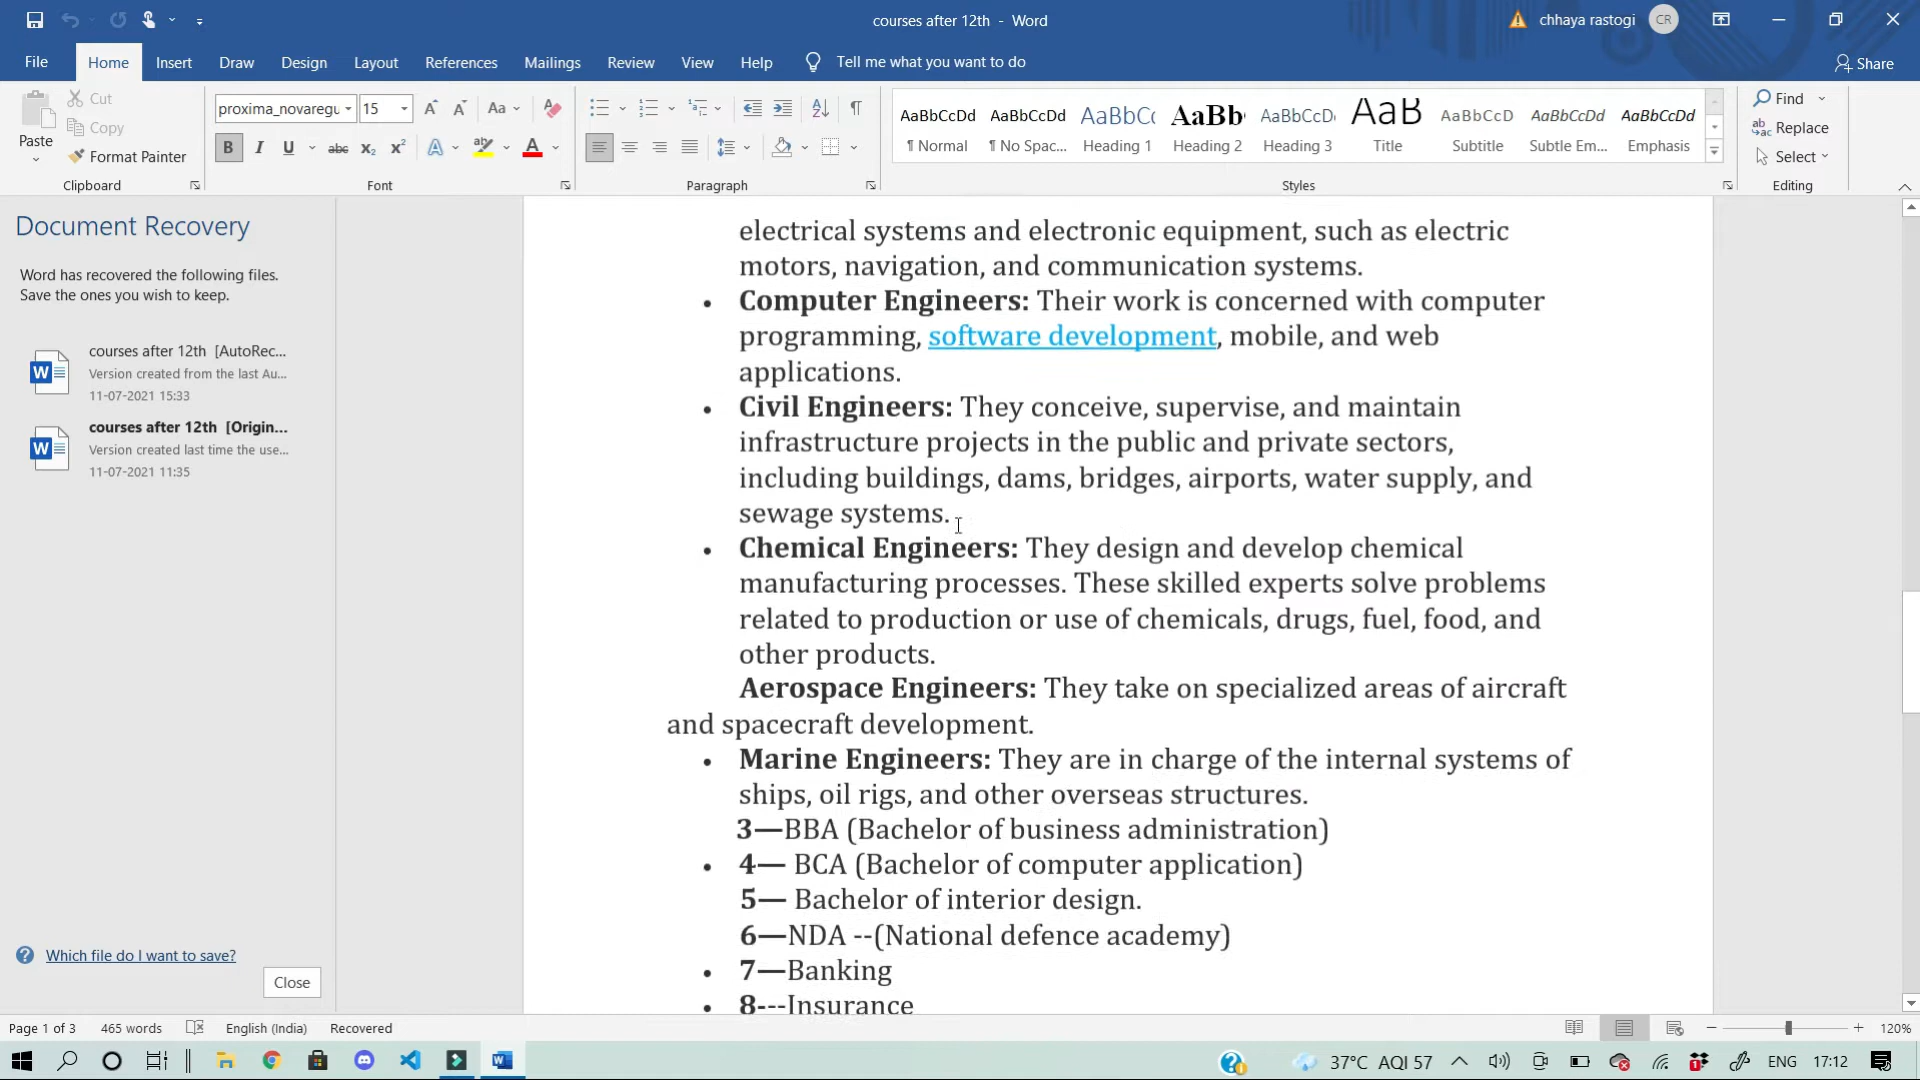 courses after 12th - Word
chhaya rastogi
CR
File
Home
Insert
Draw
Design
Layout
References
Mailings
Review
View
Help
Tell me what you want to do
Share
Paste
Cut
Copy
Format Painter
Clipboard
proxima_novaregu
15
Aa
Font
Paragraph
AaBbCcDd AaBbCcDd AaBbC AaBb AaBbCcD AaB AaBbCcD AaBbCcDd AaBbCcDd
¶ Normal ¶ No Spac... Heading 1 Heading 2 Heading 3 Title Subtitle Subtle Em... Emphasis
Styles
Find
Replace
Select
Editing
Document Recovery
Word has recovered the following files.
Save the ones you wish to keep.
courses after 12th [AutoRec...
Version created from the last Au...
11-07-2021 15:33
courses after 12th [Origin...
Version created last time the use...
11-07-2021 11:35
Which file do I want to save?
Close
electrical systems and electronic equipment, such as electric
motors, navigation, and communication systems.
• Computer Engineers: Their work is concerned with computer
programming, software development, mobile, and web
applications.
• Civil Engineers: They conceive, supervise, and maintain
infrastructure projects in the public and private sectors,
including buildings, dams, bridges, airports, water supply, and
sewage systems.
• Chemical Engineers: They design and develop chemical
manufacturing processes. These skilled experts solve problems
related to production or use of chemicals, drugs, fuel, food, and
other products.
Aerospace Engineers: They take on specialized areas of aircraft
and spacecraft development.
• Marine Engineers: They are in charge of the internal systems of
ships, oil rigs, and other overseas structures.
3—BBA (Bachelor of business administration)
• 4— BCA (Bachelor of computer application)
5— Bachelor of interior design.
6—NDA --(National defence academy)
• 7—Banking
• 8---Insurance
Page 1 of 3
465 words
English (India)
Recovered
120%
37°C AQI 57
ENG
17:12